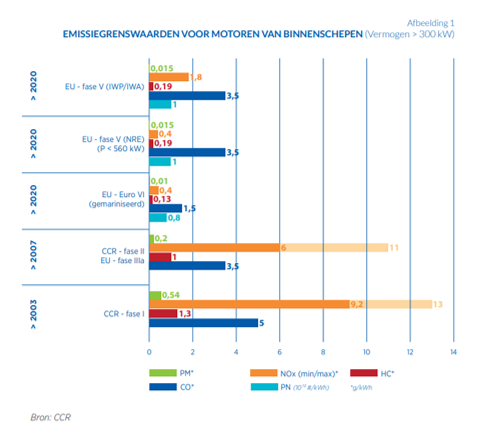 Afbeelding 1
EMISSIEGRENSWAARDEN VOOR MOTOREN VAN BINNENSCHEPEN (Vermogen > 300 kW)
> 2020
EU - fase V (IWP/IWA)
0,015
1,8
0,19
3,5
1
> 2020
EU - fase V (NRE)
(P < 560 kW)
0,015
0,4
0,19
3,5
1
> 2020
EU - Euro VI
(gemariniseerd)
0,01
0,4
0,13
1,5
0,8
> 2007
CCR - fase II
EU - fase IIIa
0,2
6 11
1
3,5
> 2003
CCR - fase I
0,54
9,2 13
1,3
5
0 2 4 6 8 10 12 14
PM* NOx (min/max)* HC*
CO* PN (10¹² #/kWh) *g/kWh
Bron: CCR